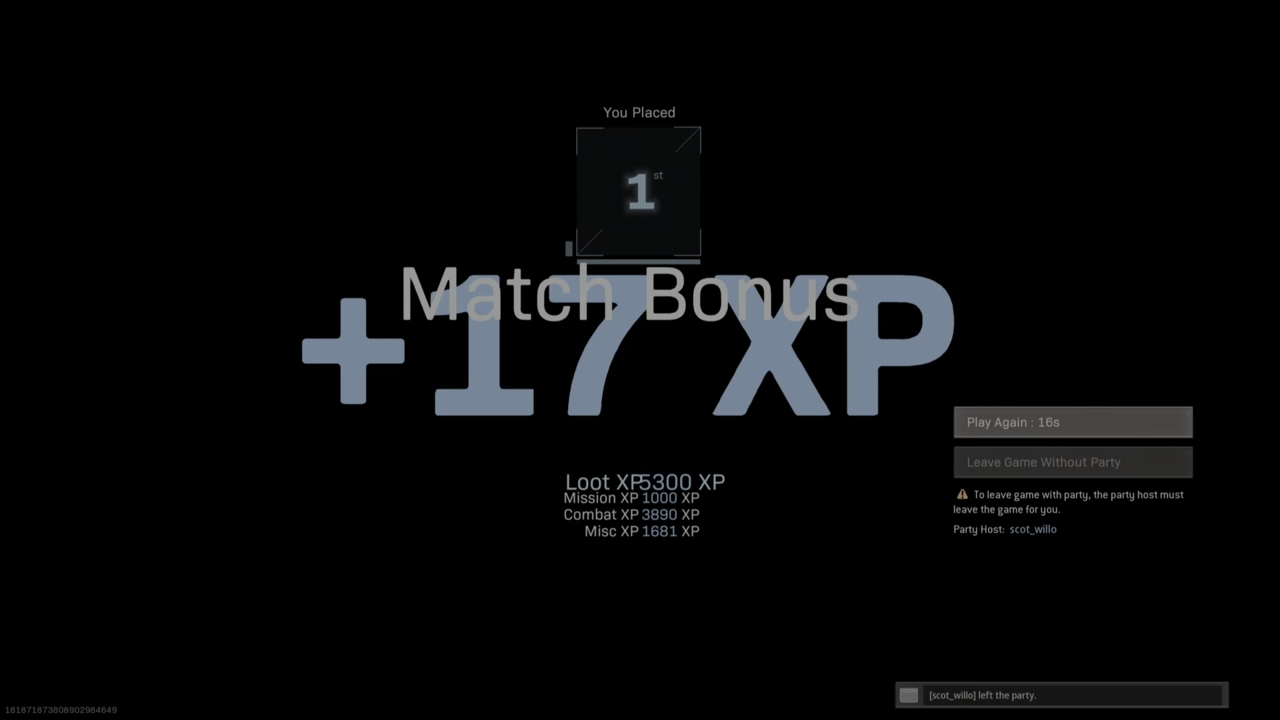 You Placed
1st
Match Bonus
+17 XP
Play Again : 16s
Leave Game Without Party
To leave game with party, the party host must
leave the game for you.
Party Host: scot_willo
Loot XP 5300 XP
Mission XP 1000 XP
Combat XP 3890 XP
Misc XP 1681 XP
[scot_willo] left the party.
18187187380890298​4649